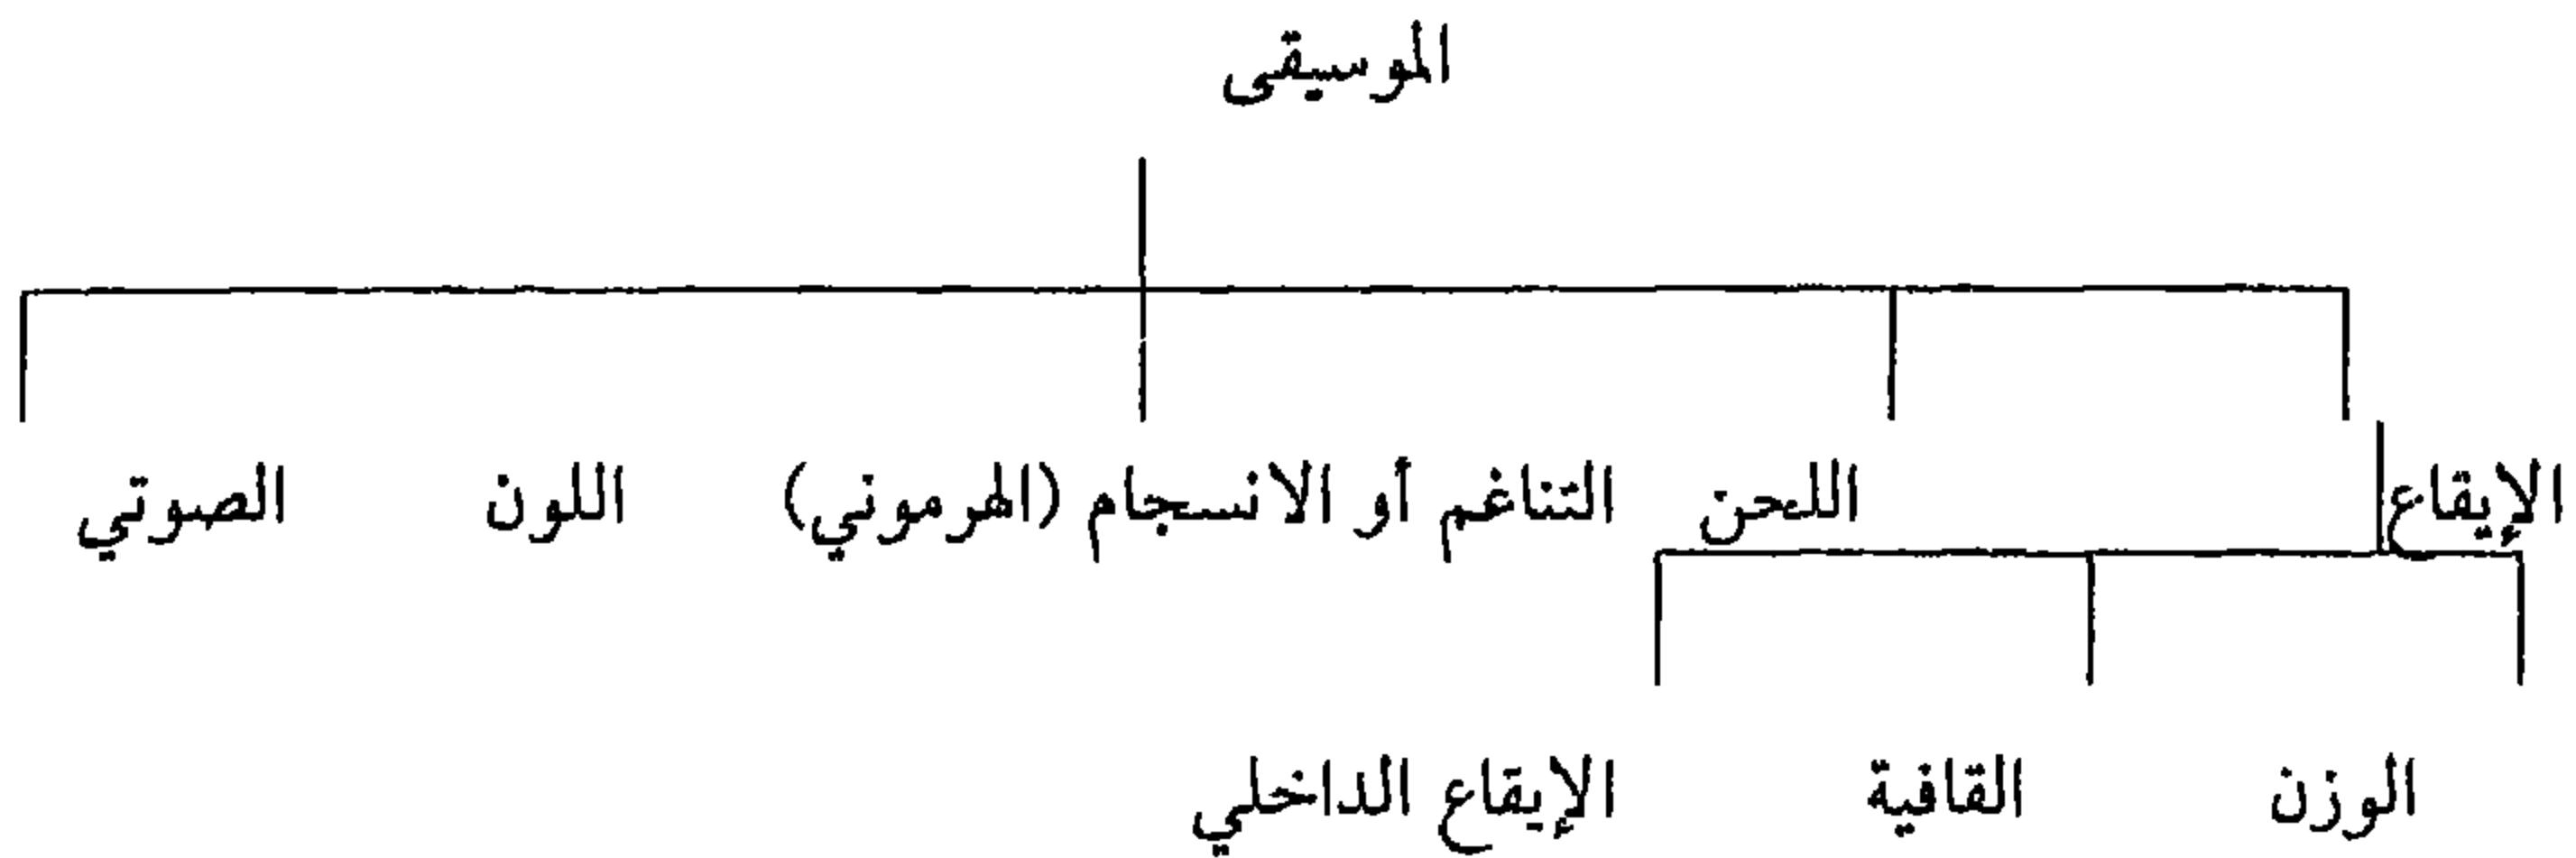 الموسيقى
الإيقاع اللحن التناغم أو الانسجام (الهرموني) اللون الصوتي
الوزن القافية الإيقاع الداخلي